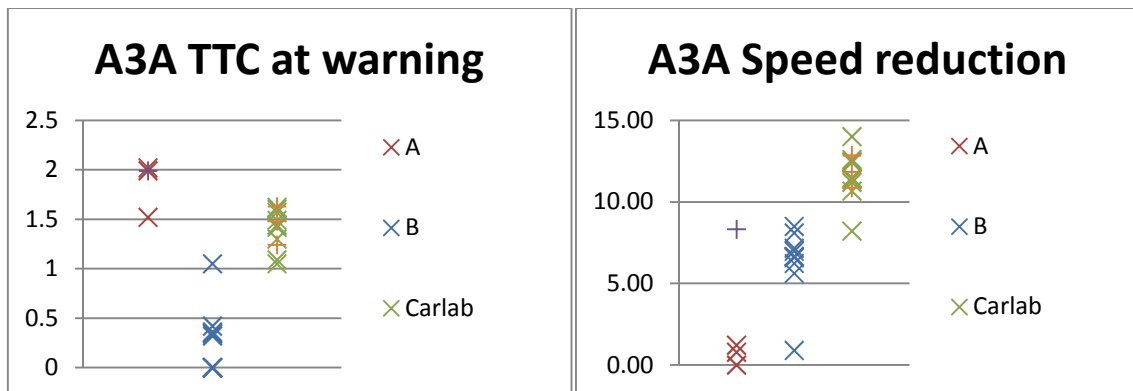 A3A TTC at warning
2.5
2
1.5
1
0.5
0
A
B
Carlab
A3A Speed reduction
15.00
10.00
5.00
0.00
A
B
Carlab